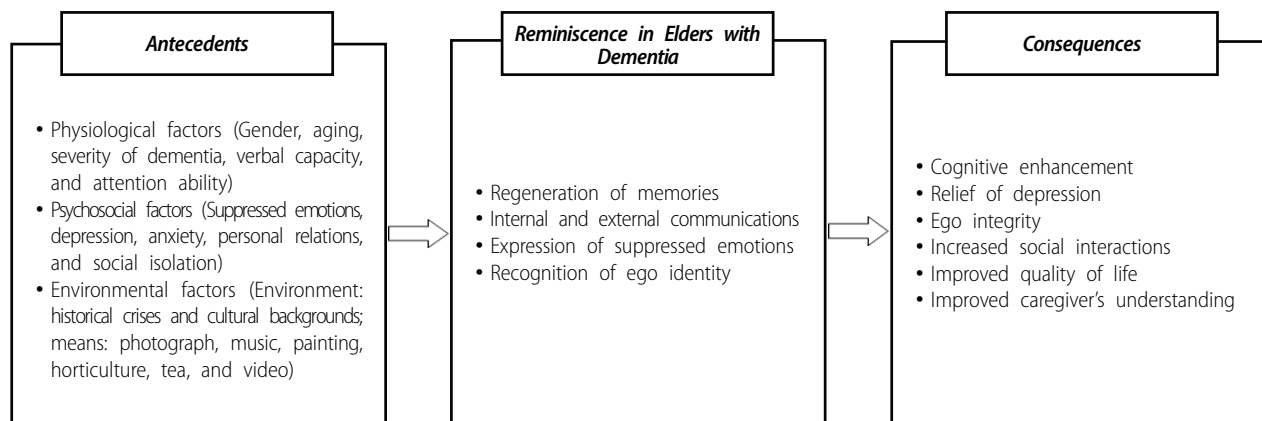 Antecedents
• Physiological factors (Gender, aging,
severity of dementia, verbal capacity,
and attention ability)
• Psychosocial factors (Suppressed emotions,
depression, anxiety, personal relations,
and social isolation)
• Environmental factors (Environment:
historical crises and cultural backgrounds;
means: photograph, music, painting,
horticulture, tea, and video)
Reminiscence in Elders with
Dementia
• Regeneration of memories
• Internal and external communications
• Expression of suppressed emotions
• Recognition of ego identity
Consequences
• Cognitive enhancement
• Relief of depression
• Ego integrity
• Increased social interactions
• Improved quality of life
• Improved caregiver's understanding